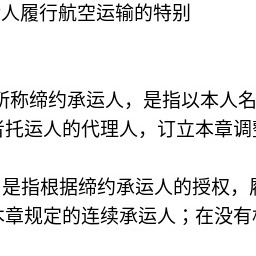 人履行航空运输的特别
所称缔约承运人，是指以本人名
者托运人的代理人，订立本章调
是指根据缔约承运人的授权，履
本章规定的连续承运人；在没有